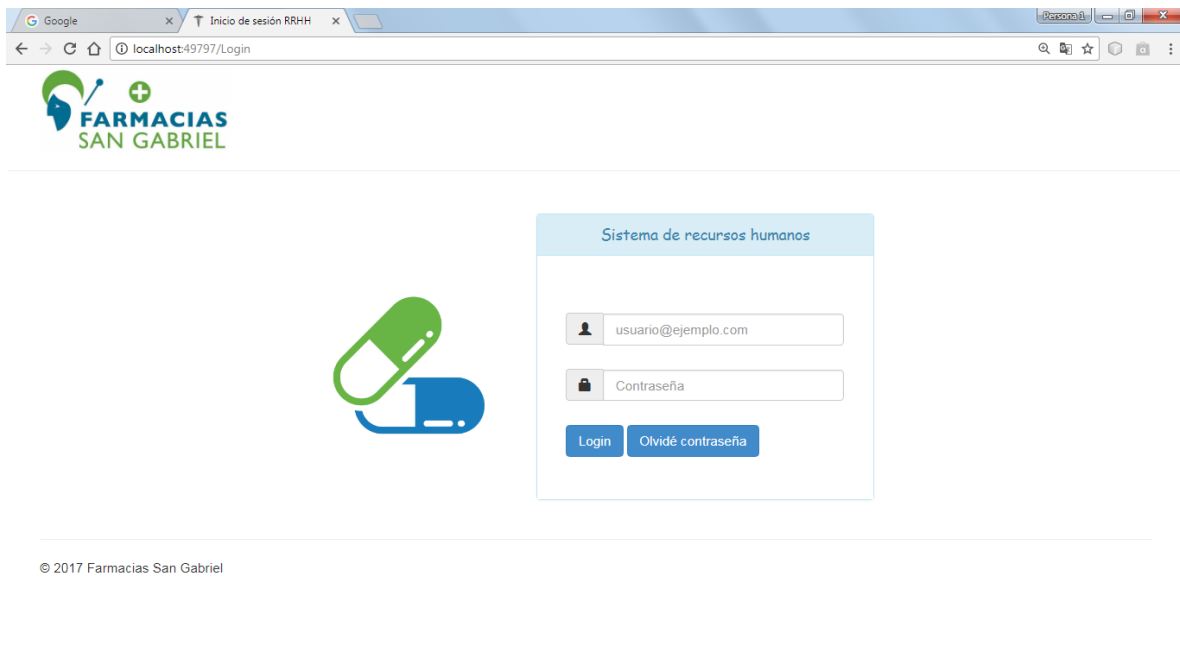 Google
Inicio de sesión RRHH
Persona 1
localhost:49797/Login
FARMACIAS
SAN GABRIEL
Sistema de recursos humanos
usuario@ejemplo.com
Contraseña
Login Olvidé contraseña
© 2017 Farmacias San Gabriel